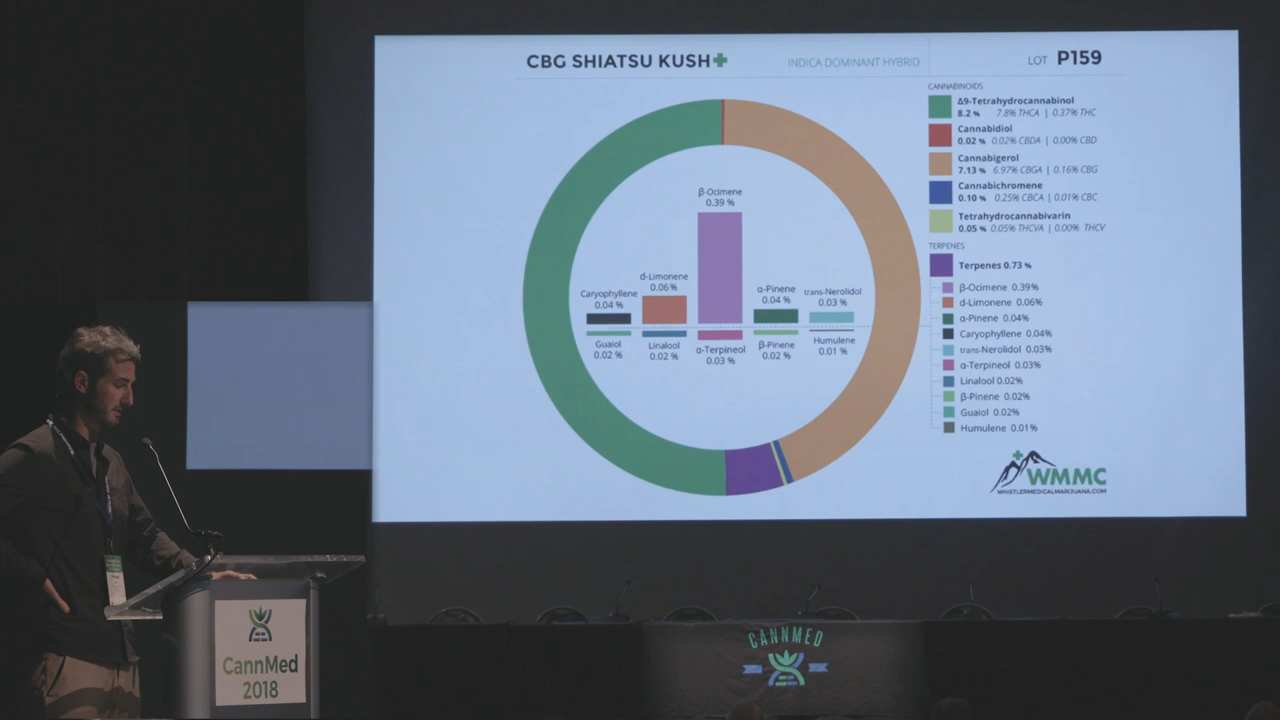 CBG SHIATSU KUSH
INDICA DOMINANT HYBRID
LOT P159
β-Ocimene
0.39 %
d-Limonene
0.06%
Caryophyllene
0.04 %
α-Pinene
0.04 %
trans-Nerolidol
0.03 %
Guaiol
0.02 %
Linalool
0.02 %
α-Terpineol
0.03 %
β-Pinene
0.02 %
Humulene
0.01 %
CANNABINOIDS
Δ9-Tetrahydrocannabinol
8.2 % 7.8% THCA | 0.37% THC
Cannabidiol
0.02 % 0.02% CBDA | 0.00% CBD
Cannabigerol
7.13 % 6.97% CBGA | 0.16% CBG
Cannabichromene
0.10 % 0.25% CBCA | 0.01% CBC
Tetrahydrocannabivarin
0.05 % 0.05% THCVA | 0.00% THCV
TERPENES
Terpenes 0.73 %
β-Ocimene 0.39%
d-Limonene 0.06%
α-Pinene 0.04%
Caryophyllene 0.04%
trans-Nerolidol 0.03%
α-Terpineol 0.03%
Linalool 0.02%
β-Pinene 0.02%
Guaiol 0.02%
Humulene 0.01%
WMMC
WHISTLERMEDICALMARIJUANA.COM
CannMed
2018
CANNMED